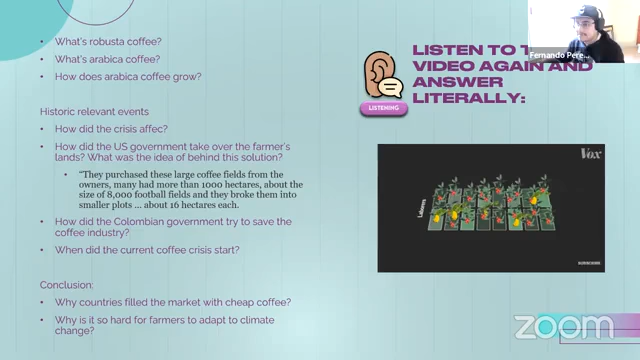 • What's robusta coffee?
• What's arabica coffee?
• How does arabica coffee grow?
Historic relevant events
• How did the crisis affec?
• How did the US government take over the farmer's
lands? What was the idea of behind this solution?
• "They purchased these large coffee fields from the
owners, many had more than 1000 hectares, about the
size of 8,000 football fields and they broke them into
smaller plots ... about 16 hectares each.
• How did the Colombian government try to save the
coffee industry?
• When did the current coffee crisis start?
Conclusion:
• Why countries filled the market with cheap coffee?
• Why is it so hard for farmers to adapt to climate
change?
LISTENING
LISTEN TO T
VIDEO AGAIN AND
ANSWER
LITERALLY:
Fernando Pere...
Vox
SUBSCRIBE
zoom